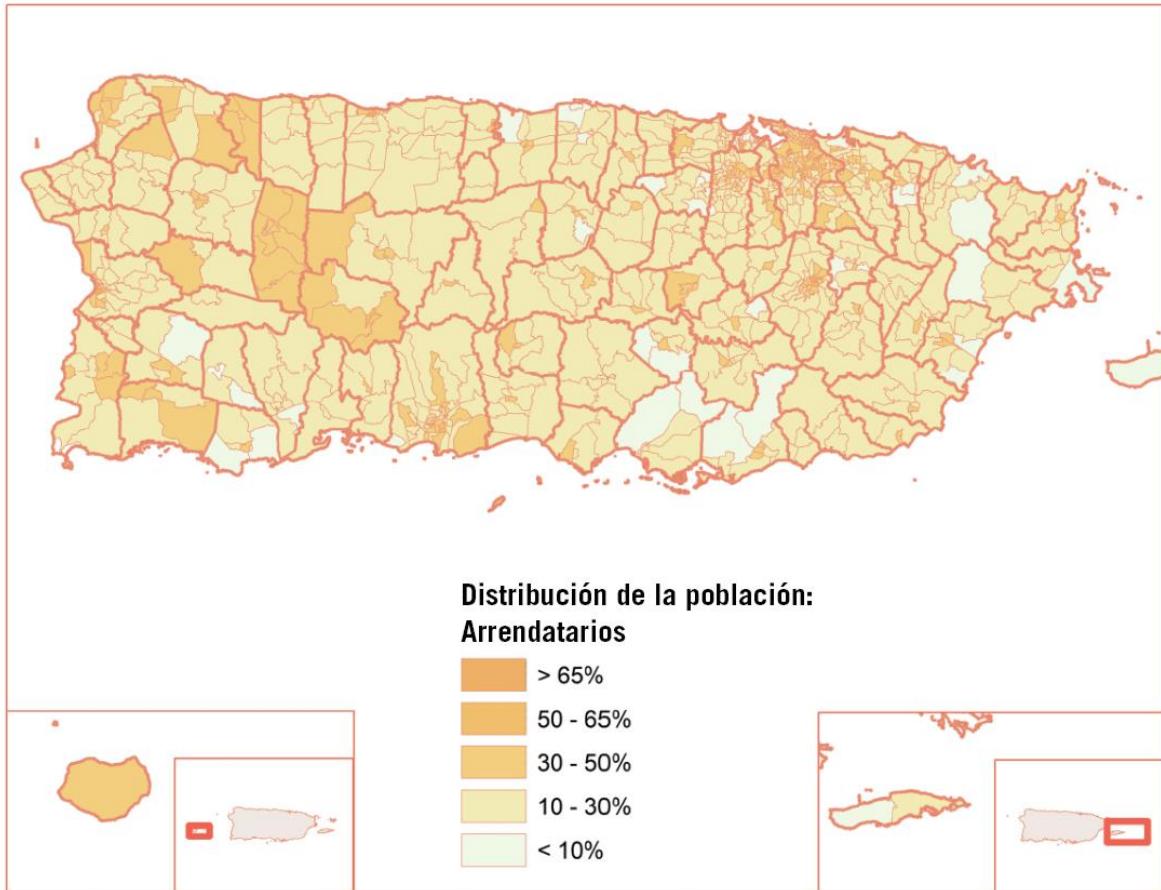 Distribución de la población:
Arrendatarios
> 65%
50 - 65%
30 - 50%
10 - 30%
< 10%